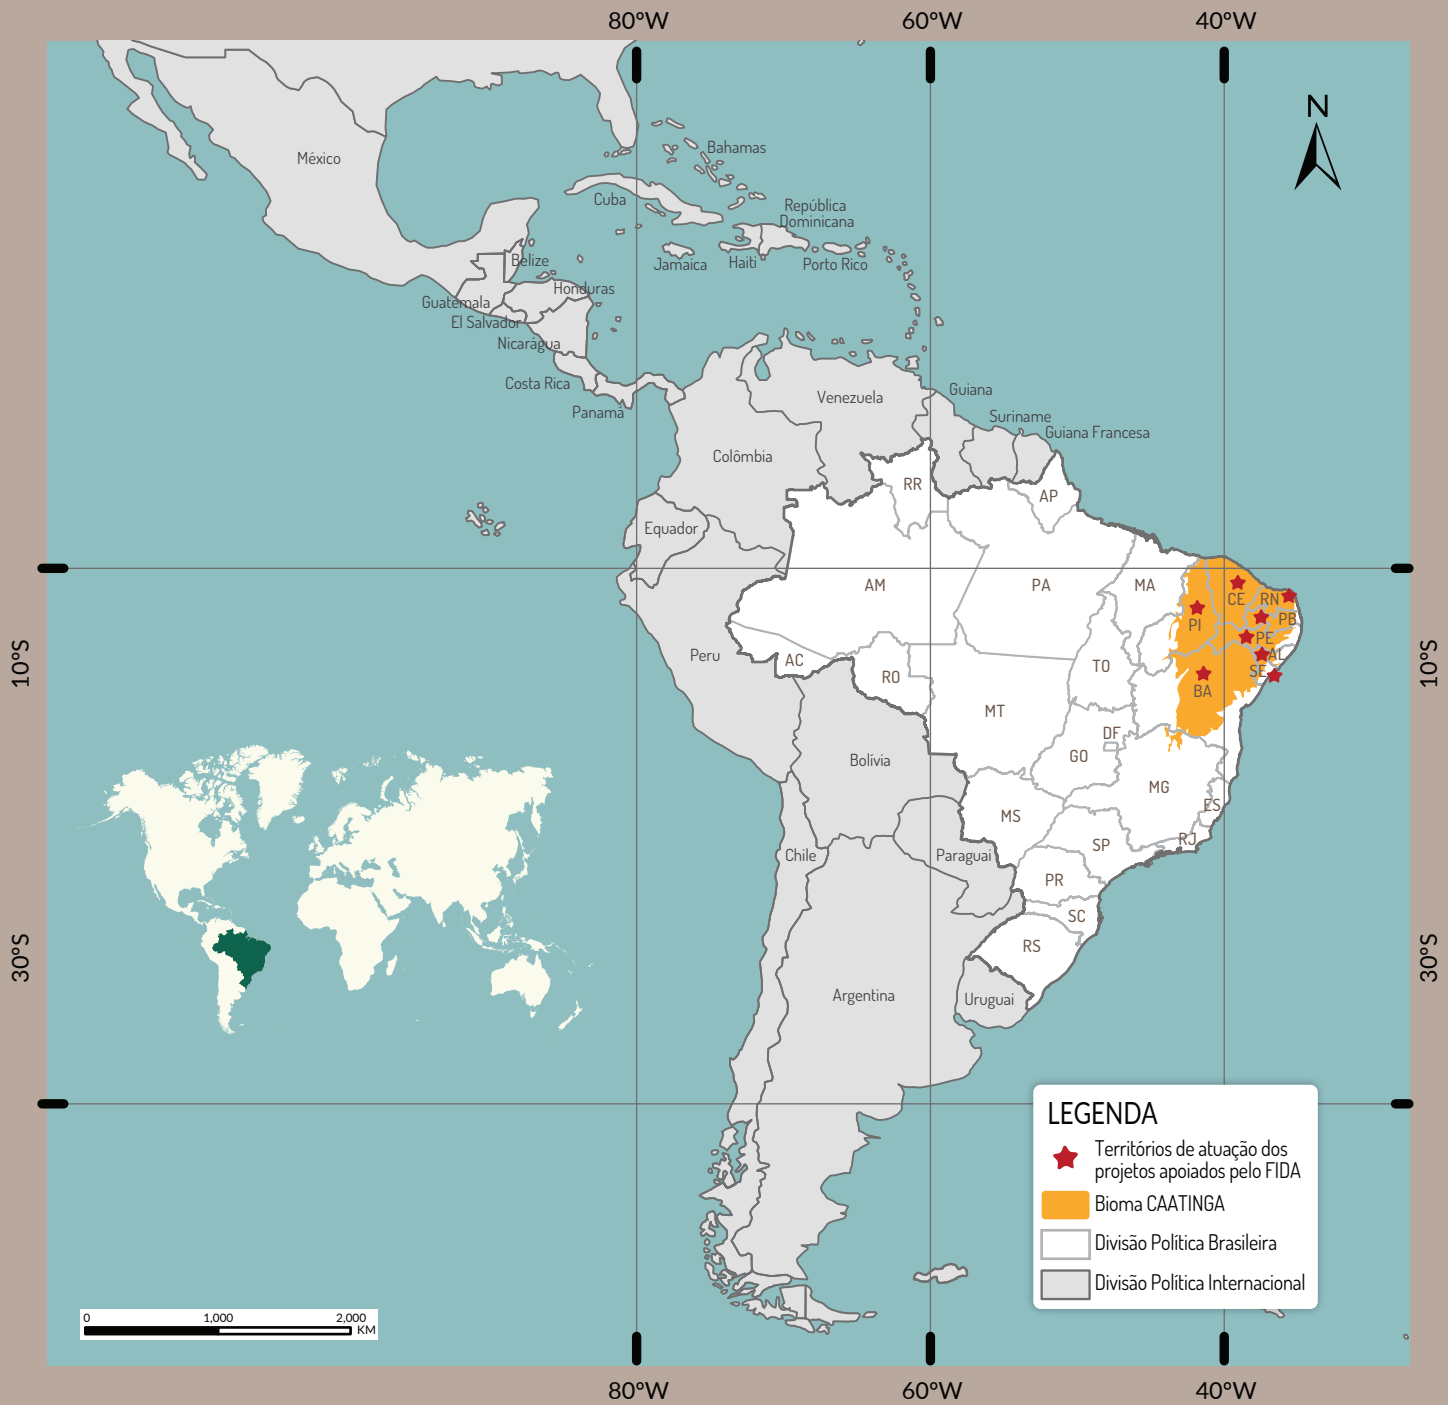 80°W
60°W
40°W
N
México
Bahamas
Cuba
República
Dominicana
Jamaica
Haiti
Porto Rico
Belize
Honduras
Guatemala
El Salvador
Nicarágua
Costa Rica
Panamá
Venezuela
Guiana
Suriname
Guiana Francesa
Colômbia
RR
AP
Equador
AM
PA
MA
CE
RN
PI
PB
PE
10°S
10°S
Peru
AC
RO
TO
AL
SE
BA
MT
DF
GO
Bolívia
MG
MS
ES
SP
RJ
Chile
Paraguai
PR
SC
30°S
30°S
RS
Argentina
Uruguai
LEGENDA
Territórios de atuação dos
projetos apoiados pelo FIDA
Bioma CAATINGA
Divisão Política Brasileira
Divisão Política Internacional
0
1,000
2,000
KM
80°W
60°W
40°W